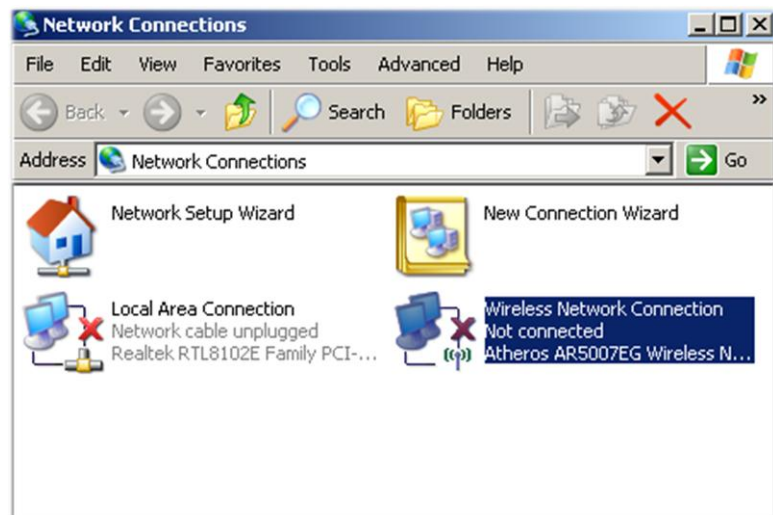 Network Connections
File Edit View Favorites Tools Advanced Help
Back Search Folders »
Address Network Connections Go
Network Setup Wizard
New Connection Wizard
Local Area Connection
Network cable unplugged
Realtek RTL8102E Family PCI-...
Wireless Network Connection
Not connected
Atheros AR5007EG Wireless N...